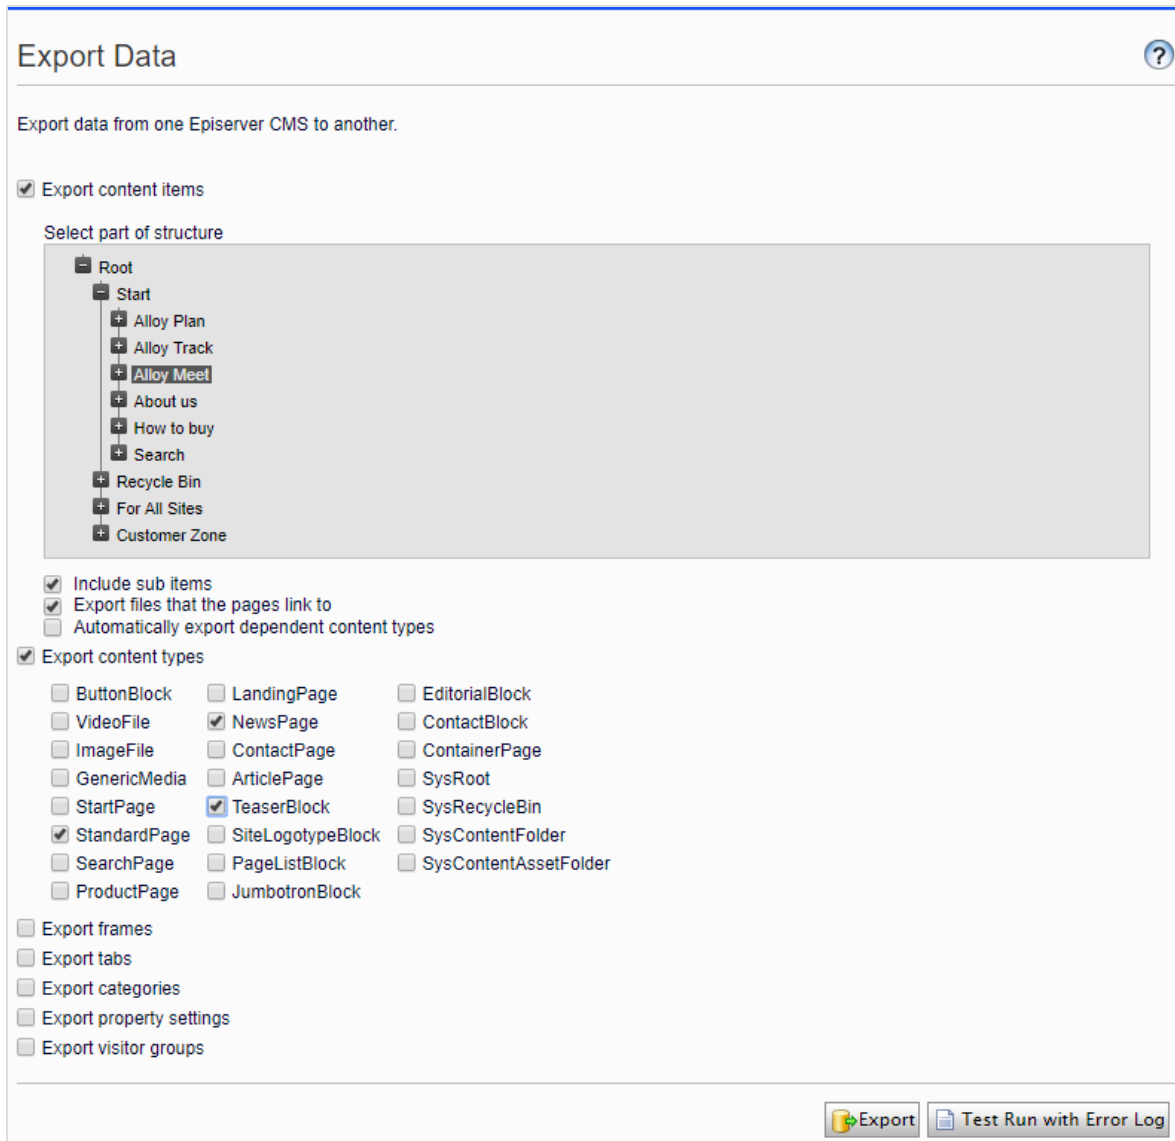 Export Data
?
Export data from one Episerver CMS to another.
Export content items
Select part of structure
Root
Start
Alloy Plan
Alloy Track
Alloy Meet
About us
How to buy
Search
Recycle Bin
For All Sites
Customer Zone
Include sub items
Export files that the pages link to
Automatically export dependent content types
Export content types
ButtonBlock LandingPage EditorialBlock
VideoFile NewsPage ContactBlock
ImageFile ContactPage ContainerPage
GenericMedia ArticlePage SysRoot
StartPage TeaserBlock SysRecycleBin
StandardPage SiteLogotypeBlock SysContentFolder
SearchPage PageListBlock SysContentAssetFolder
ProductPage JumbotronBlock
Export frames
Export tabs
Export categories
Export property settings
Export visitor groups
Export Test Run with Error Log